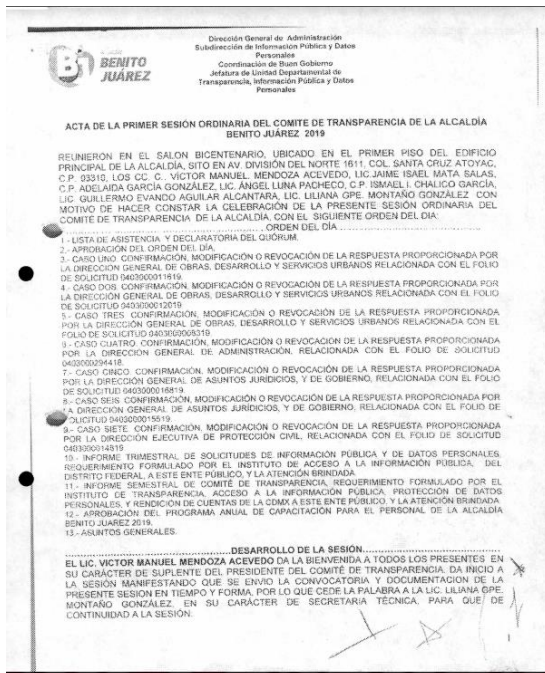 Dirección General de Administración
Subdirección de Información Pública y Datos
Personales
Coordinación de Buen Gobierno
Jefatura de Unidad Departamental de
Transparencia, Información Pública y Datos
Personales
BENITO
JUÁREZ
ACTA DE LA PRIMER SESIÓN ORDINARIA DEL COMITE DE TRANSPARENCIA DE LA ALCALDÍA
BENITO JUÁREZ 2019
REUNIERON EN EL SALON BICENTENARIO, UBICADO EN EL PRIMER PISO DEL EDIFICIO
PRINCIPAL DE LA ALCALDÍA, SITO EN AV. DIVISIÓN DEL NORTE 1611, COL. SANTA CRUZ ATOYAC,
C.P. 03310, LOS CC. C.. VÍCTOR MANUEL. MENDOZA ACEVEDO, LIC.JAIME ISAEL MATA SALAS,
C.P. ADELAIDA GARCÍA GONZÁLEZ, LIC. ÁNGEL LUNA PACHECO, C.P. ISMAEL I. CHALICO GARCÍA,
LIC GUILLERMO EVANDO AGUILAR ALCANTARA, LIC. LILIANA GPE. MONTAÑO GONZÁLEZ CON
MOTIVO DE HACER CONSTAR LA CELEBRACIÓN DE LA PRESENTE SESIÓN ORDINARIA DEL
COMITÉ DE TRANSPARENCIA DE LA ALCALDÍA, CON EL SIGUIENTE ORDEN DEL DIA:
ORDEN DEL DÍA
1.- LISTA DE ASISTENCIA Y DECLARATORIA DEL QUÓRUM.
2.- APROBACIÓN DEL ORDEN DEL DÍA.
3.- CASO UNO. CONFIRMACIÓN, MODIFICACIÓN O REVOCACIÓN DE LA RESPUESTA PROPORCIONADA POR
LA DIRECCIÓN GENERAL DE OBRAS, DESARROLLO Y SERVICIOS URBANOS RELACIONADA CON EL FOLIO
DE SOLICITUD 0403000011619.
4.- CASO DOS. CONFIRMACIÓN, MODIFICACIÓN O REVOCACIÓN DE LA RESPUESTA PROPORCIONADA POR
LA DIRECCIÓN GENERAL DE OBRAS, DESARROLLO Y SERVICIOS URBANOS RELACIONADA CON EL FOLIO
DE SOLICITUD 0403000012019
5.- CASO TRES. CONFIRMACIÓN, MODIFICACIÓN O REVOCACIÓN DE LA RESPUESTA PROPORCIONADA
POR LA DIRECCIÓN GENERAL DE OBRAS, DESARROLLO Y SERVICIOS URBANOS RELACIONADA CON EL
FOLIO DE SOLICITUD 0403000008319
6.- CASO CUATRO. CONFIRMACIÓN, MODIFICACIÓN O REVOCACIÓN DE LA RESPUESTA PROPORCIONADA
POR LA DIRECCIÓN GENERAL DE ADMINISTRACIÓN, RELACIONADA CON EL FOLIO DE SOLICITUD
0403000294418.
7.- CASO CINCO. CONFIRMACIÓN, MODIFICACIÓN O REVOCACIÓN DE LA RESPUESTA PROPORCIONADA
POR LA DIRECCIÓN GENERAL DE ASUNTOS JURÍDICIOS, Y DE GOBIERNO, RELACIONADA CON EL FOLIO
DE SOLICITUD 0403000016819.
8.- CASO SEIS. CONFIRMACIÓN, MODIFICACIÓN O REVOCACIÓN DE LA RESPUESTA PROPORCIONADA POR
LA DIRECCIÓN GENERAL DE ASUNTOS JURÍDICIOS, Y DE GOBIERNO, RELACIONADA CON EL FOLIO DE
SOLICITUD 0403000015519.
9.- CASO SIETE. CONFIRMACIÓN, MODIFICACIÓN O REVOCACIÓN DE LA RESPUESTA PROPORCIONADA
POR LA DIRECCIÓN EJECUTIVA DE PROTECCIÓN CIVIL, RELACIONADA CON EL FOLIO DE SOLICITUD
0403000014819
10.- INFORME TRIMESTRAL DE SOLICITUDES DE INFORMACIÓN PÚBLICA Y DE DATOS PERSONALES,
REQUERIMIENTO FORMULADO POR EL INSTITUTO DE ACCESO A LA INFORMACIÓN PÚBLICA, DEL
DISTRITO FEDERAL, A ESTE ENTE PÚBLICO, Y LA ATENCIÓN BRINDADA.
11.- INFORME SEMESTRAL DE COMITÉ DE TRANSPARENCIA, REQUERIMIENTO FORMULADO POR EL
INSTITUTO DE TRANSPARENCIA, ACCESO A LA INFORMACIÓN PÚBLICA, PROTECCIÓN DE DATOS
PERSONALES, Y RENDICIÓN DE CUENTAS DE LA CDMX A ESTE ENTE PÚBLICO, Y LA ATENCIÓN BRINDADA
12.- APROBACIÓN DEL PROGRAMA ANUAL DE CAPACITACIÓN PARA EL PERSONAL DE LA ALCALDÍA
BENITO JUAREZ 2019.
13.- ASUNTOS GENERALES.
DESARROLLO DE LA SESIÓN
EL LIC. VICTOR MANUEL MENDOZA ACEVEDO DA LA BIENVENIDA A TODOS LOS PRESENTES EN
SU CARÁCTER DE SUPLENTE DEL PRESIDENTE DEL COMITÉ DE TRANSPARENCIA. DA INICIO A
LA SESIÓN MANIFESTANDO QUE SE ENVIO LA CONVOCATORIA Y DOCUMENTACION DE LA
PRESENTE SESION EN TIEMPO Y FORMA, POR LO QUE CEDE LA PALABRA A LA LIC. LILIANA GPE.
MONTAÑO GONZÁLEZ, EN SU CARÁCTER DE SECRETARIA TÉCNICA, PARA QUE DE
CONTINUIDAD A LA SESIÓN.